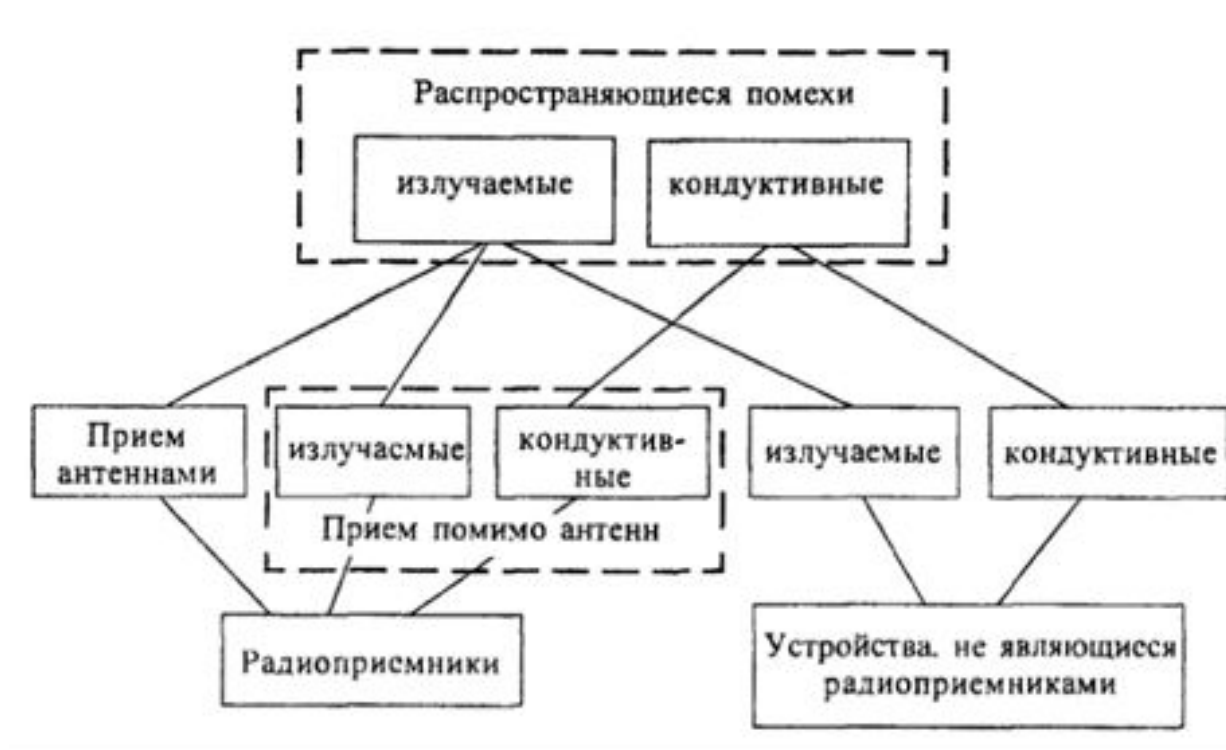 Распространяющиеся помехи
излучаемые
кондуктивные
Прием
антеннами
излучасмые
кондуктив-
ные
излучаемые
кондуктивные
Прием помимо антенн
Радиоприемники
Устройства. не являющиеся
радиоприемниками